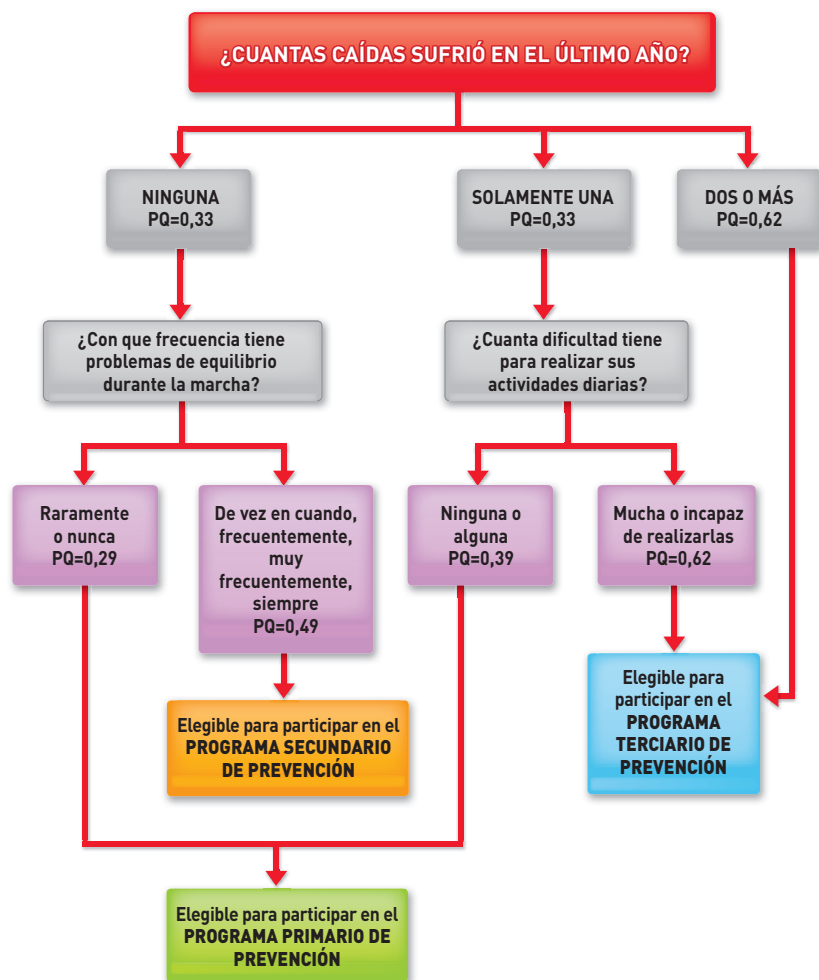 ¿CUANTAS CAÍDAS SUFRIÓ EN EL ÚLTIMO AÑO?
NINGUNA
PQ=0,33
SOLAMENTE UNA
PQ=0,33
DOS O MÁS
PQ=0,62
¿Con que frecuencia tiene
problemas de equilibrio
durante la marcha?
¿Cuanta dificultad tiene
para realizar sus
actividades diarias?
Raramente
o nunca
PQ=0,29
De vez en cuando,
frecuentemente,
muy
frecuentemente,
siempre
PQ=0,49
Ninguna o
alguna
PQ=0,39
Mucha o incapaz
de realizarlas
PQ=0,62
Elegible para participar en el
PROGRAMA SECUNDARIO
DE PREVENCIÓN
Elegible para
participar en el
PROGRAMA
TERCIARIO DE
PREVENCIÓN
Elegible para participar en el
PROGRAMA PRIMARIO DE
PREVENCIÓN